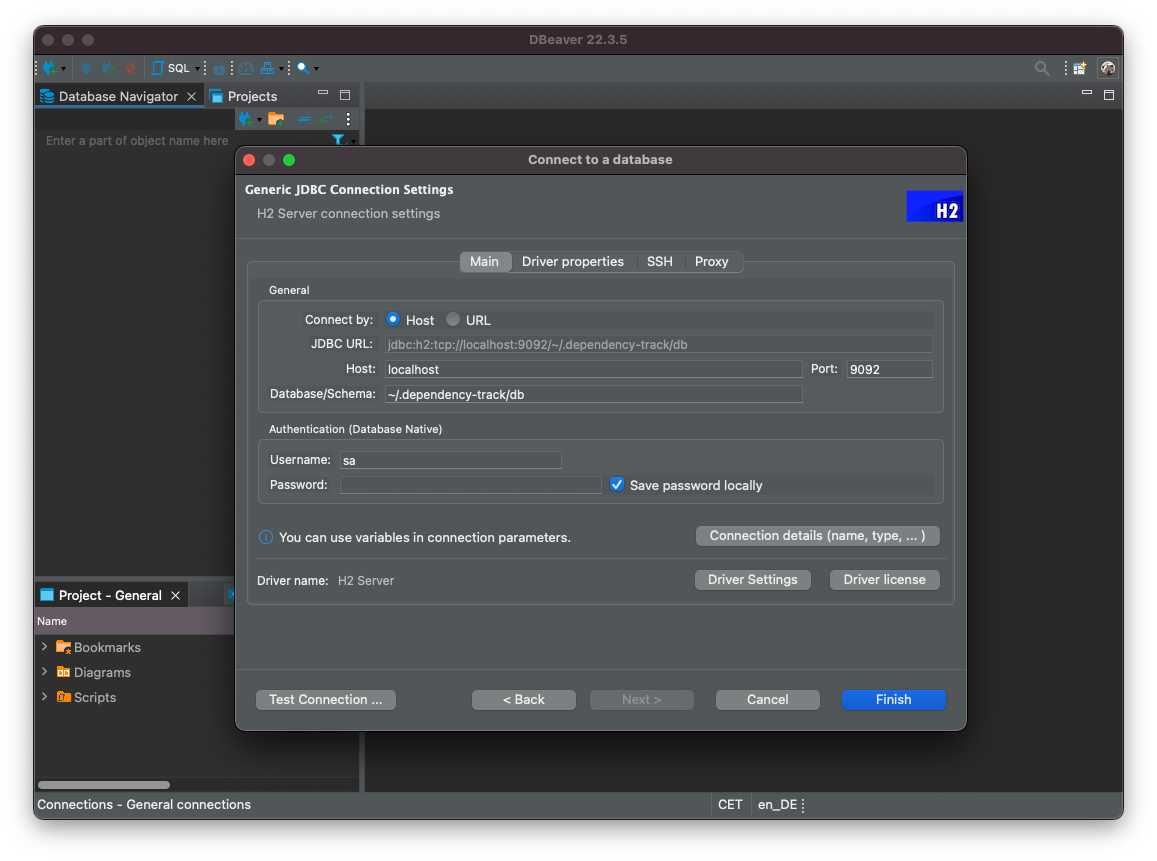 DBeaver 22.3.5
SQL
Database Navigator
Projects
Enter a part of object name here
Connect to a database
Generic JDBC Connection Settings
H2 Server connection settings
H2
Main Driver properties SSH Proxy
General
Connect by: Host URL
JDBC URL: jdbc:h2:tcp://localhost:9092/~/.dependency-track/db
Host: localhost Port: 9092
Database/Schema: ~/.dependency-track/db
Authentication (Database Native)
Username: sa
Password: Save password locally
You can use variables in connection parameters. Connection details (name, type, ... )
Driver name: H2 Server Driver Settings Driver license
Test Connection ... < Back Next > Cancel Finish
Project - General
Name
Bookmarks
Diagrams
Scripts
Connections - General connections CET en_DE